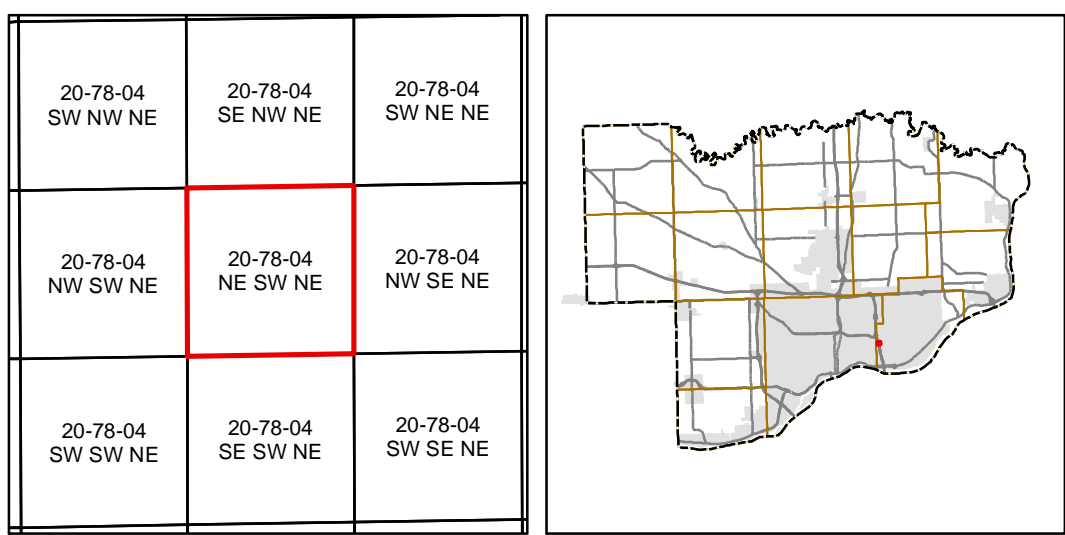 20-78-04
SW NW NE
20-78-04
SE NW NE
20-78-04
SW NE NE
20-78-04
NW SW NE
20-78-04
NE SW NE
20-78-04
NW SE NE
20-78-04
SW SW NE
20-78-04
SE SW NE
20-78-04
SW SE NE